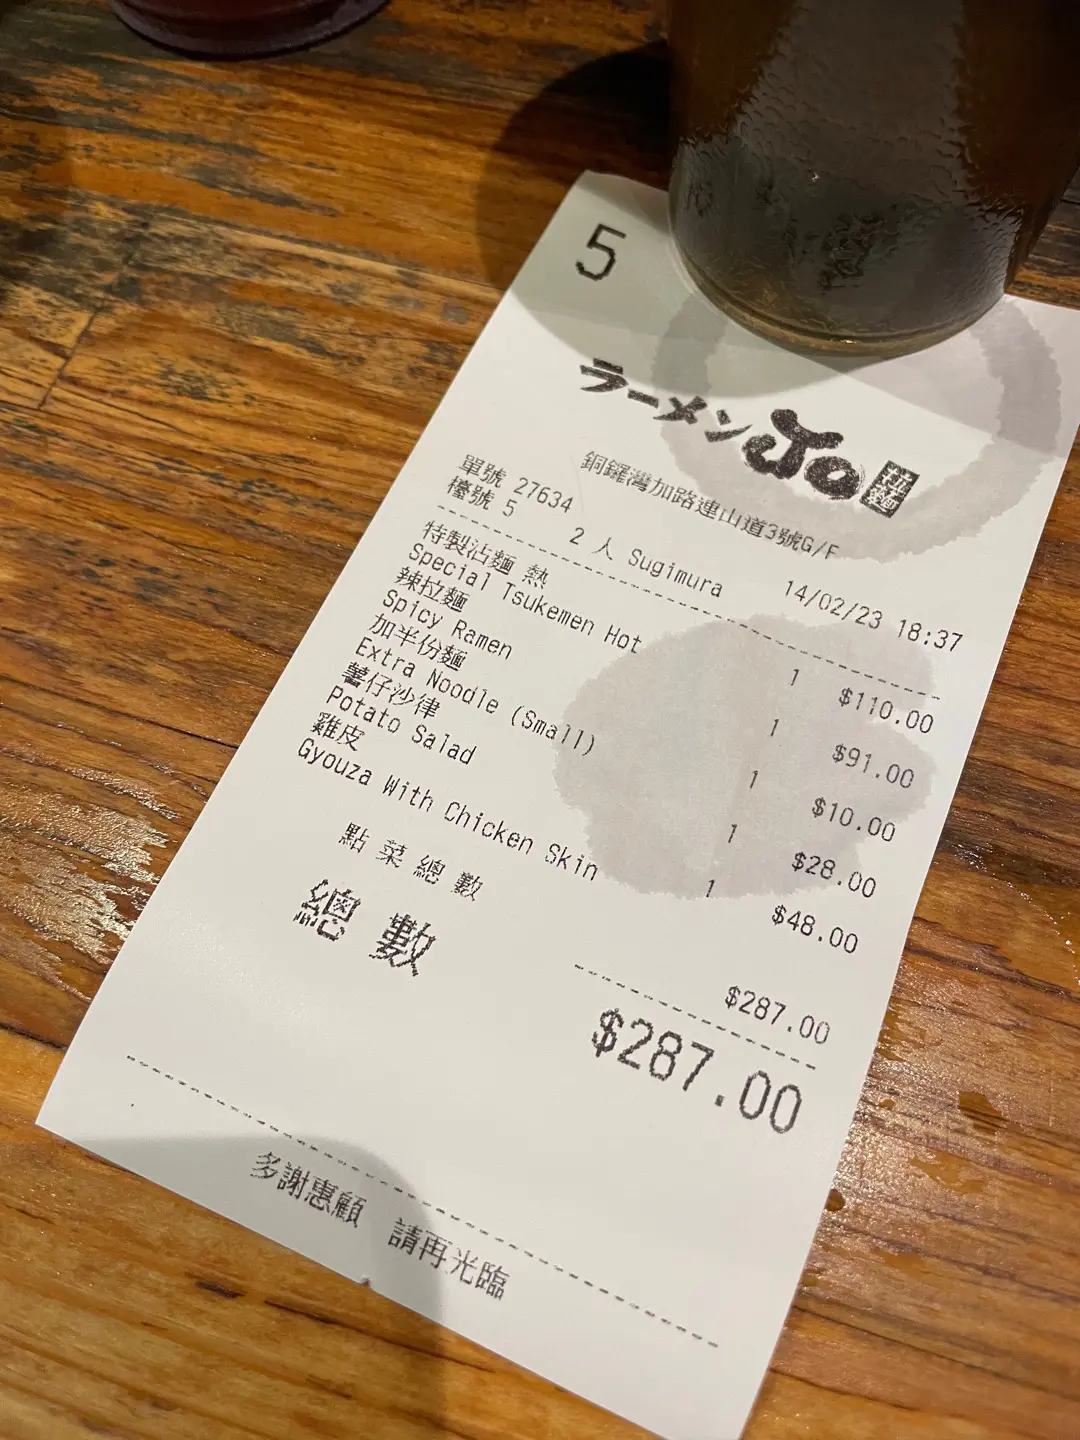 5
ラーメン Jo 拉麵
銅鑼灣加路連山道3號G/F
單號 27634
檯號 5 2 人 Sugimura 14/02/23 18:37
特製沾麵 熱
Special Tsukemen Hot 1 $110.00
辣拉麵
Spicy Ramen 1 $91.00
加半份麵
Extra Noodle (Small) 1 $10.00
薯仔沙律
Potato Salad 1 $28.00
雞皮
Gyouza With Chicken Skin 1 $48.00
點菜總數 $287.00
總數 $287.00
多謝惠顧 請再光臨